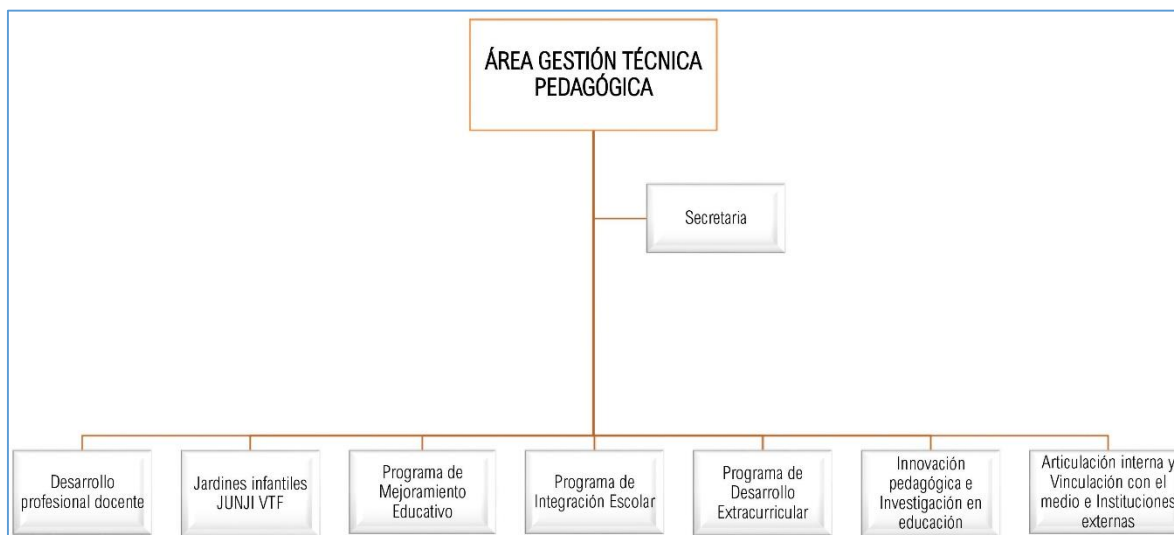 ÁREA GESTIÓN TÉCNICA
PEDAGÓGICA
Secretaria
Desarrollo
profesional docente
Jardines infantiles
JUNJI VTF
Programa de
Mejoramiento
Educativo
Programa de
Integración Escolar
Programa de
Desarrollo
Extracurricular
Innovación
pedagógica e
Investigación en
educación
Articulación interna y
Vinculación con el
medio e Instituciones
externas